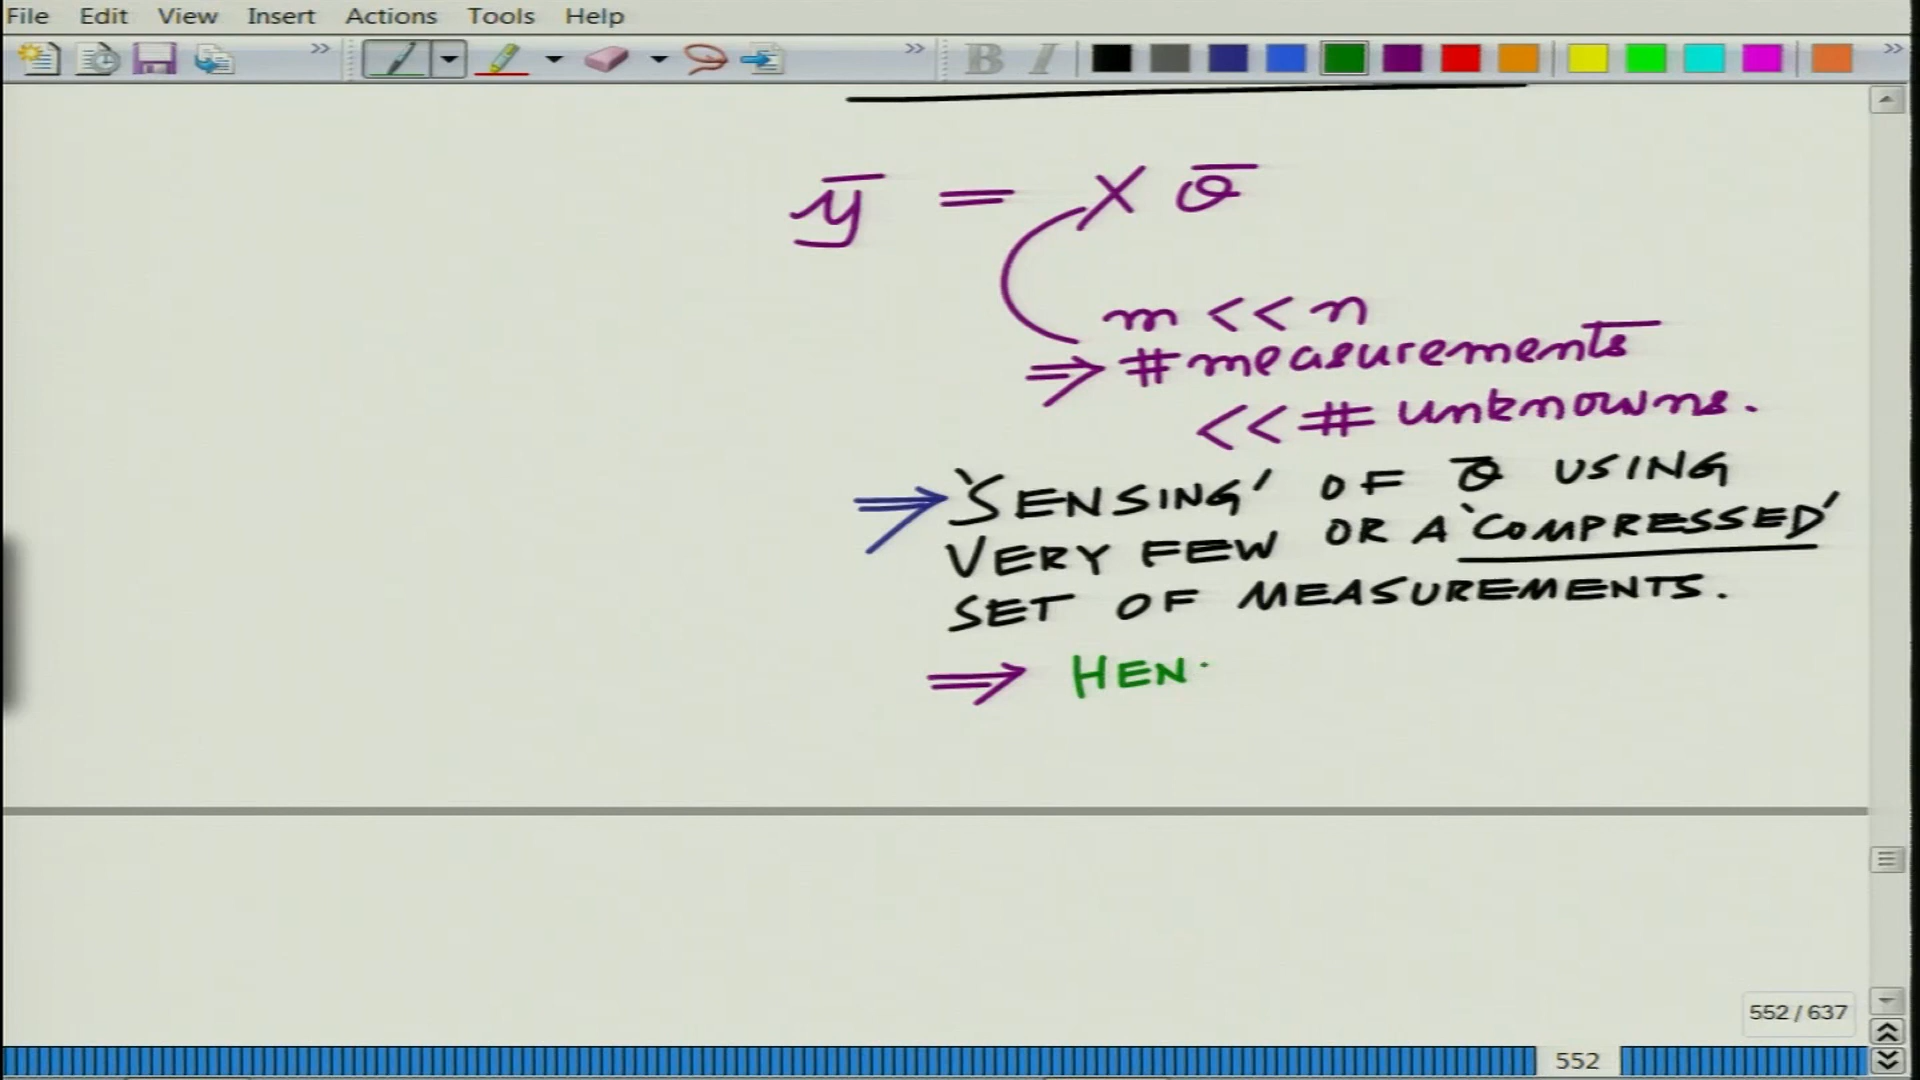 File Edit View Insert Actions Tools Help
B I
y̅ = X θ̅
m << n
⇒ # measurements
<< # unknowns.
⇒ 'SENSING' OF θ̅ USING
VERY FEW OR A 'COMPRESSED'
SET OF MEASUREMENTS.
⇒ HEN
552 / 637
552